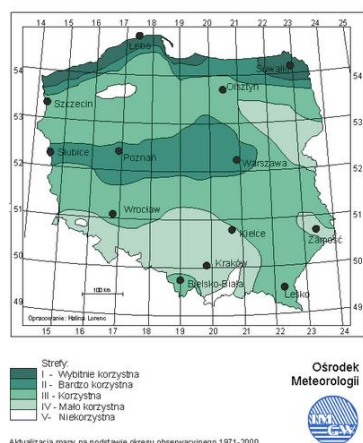 14 15 16 17 18 19 20 21 22 23 24 25
Łeba
Suwałki
54 54
Olsztyn
Szczecin
53 53
Słubice
Poznań
52 Warszawa 52
Wrocław
51 51
Kielce
Zamość
50 Kraków 50
Bielsko-Biała
Lesko
100 km
49 49
Opracowanie: Halina Lorenc
15 16 17 18 19 20 21 22 23 24
Strefy:
I - Wybitnie korzystna
II - Bardzo korzystna
III - Korzystna
IV - Mało korzystna
V- Niekorzystna
Ośrodek
Meteorologii
IMGW
Aktualizacja mapy na podstawie okresu obserwacyjnego 1971-2000